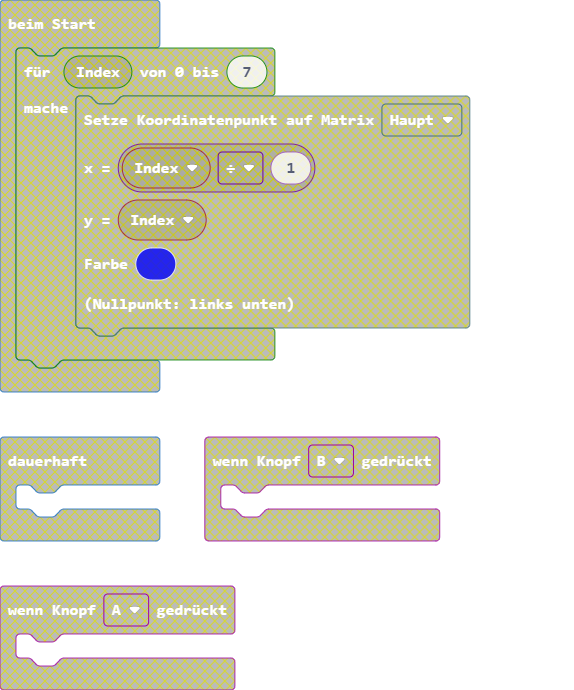 beim Start
für Index von 0 bis 7
mache
Setze Koordinatenpunkt auf Matrix Haupt
x = Index ÷ 1
y = Index
Farbe
(Nullpunkt: links unten)
dauerhaft
wenn Knopf B gedrückt
wenn Knopf A gedrückt